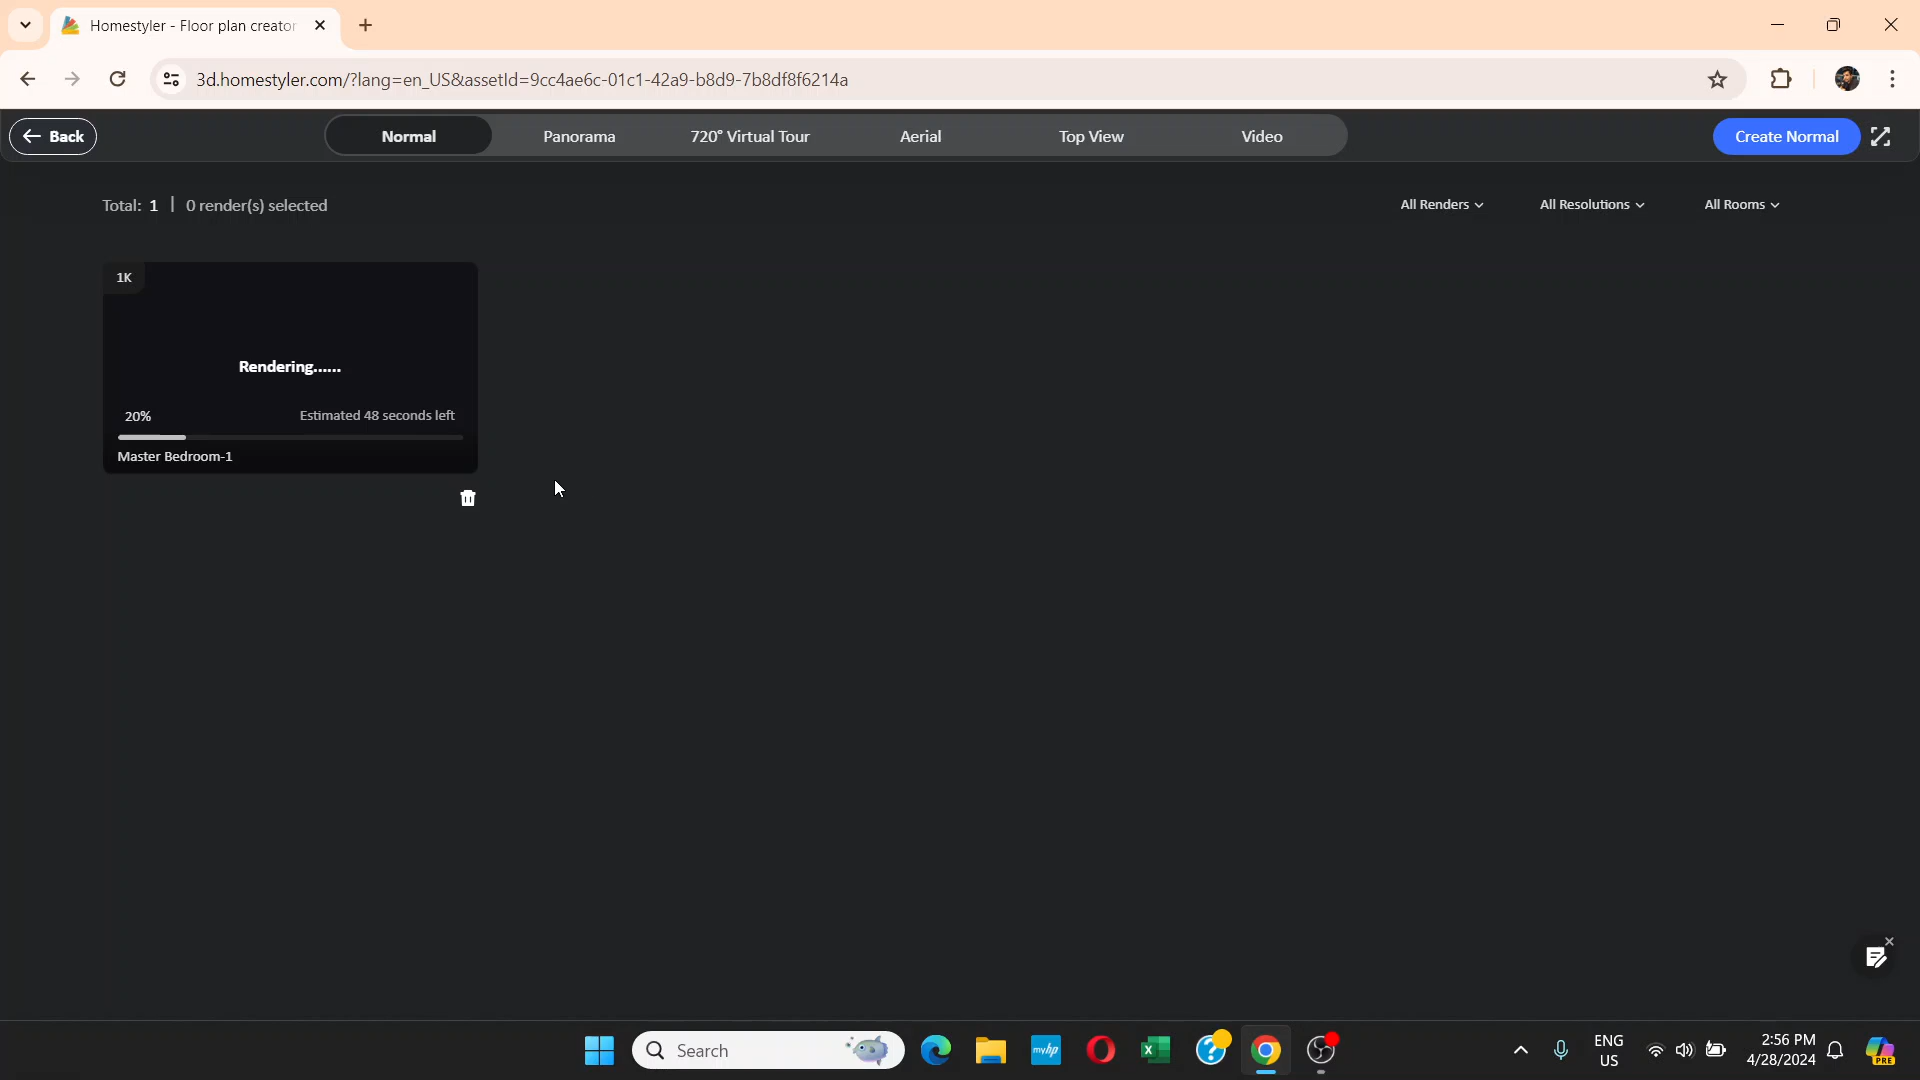 Homestyler - Floor plan creator
3d.homestyler.com/?lang=en_US&assetId=9cc4ae6c-01c1-42a9-b8d9-7b8df8f6214a
Back
Normal
Panorama
720° Virtual Tour
Aerial
Top View
Video
Create Normal
Total: 1 | 0 render(s) selected
All Renders
All Resolutions
All Rooms
1K
Rendering......
20%
Estimated 48 seconds left
Master Bedroom-1
Search
myhp
ENG
US
2:56 PM
4/28/2024
PRE